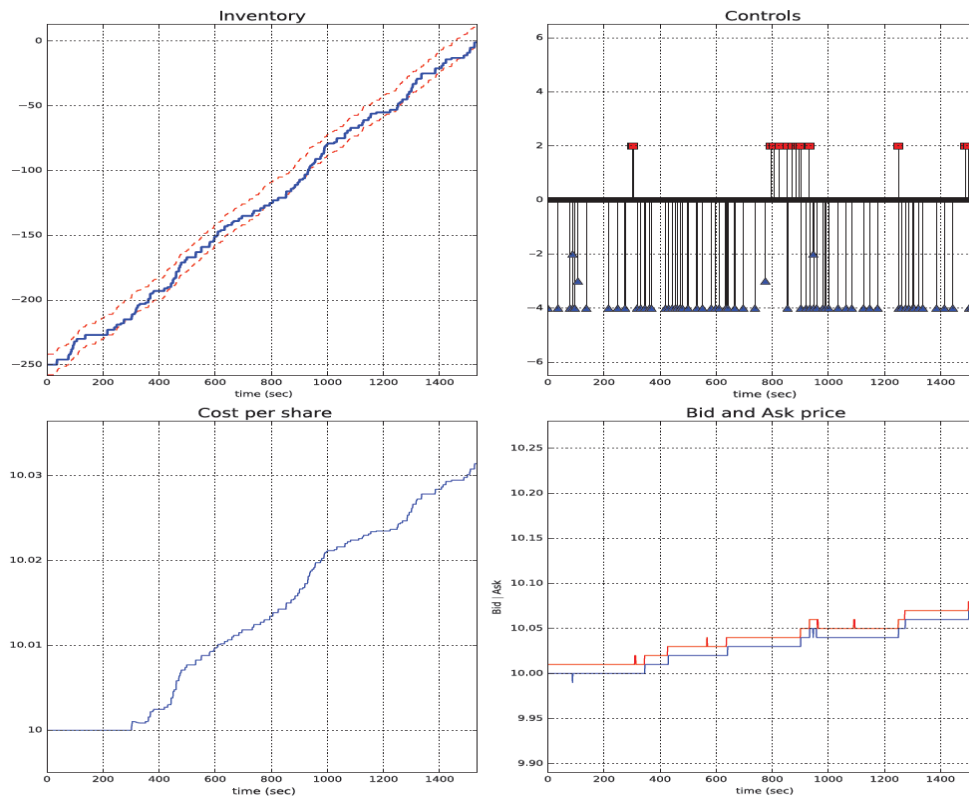 Inventory
0
−50
−100
−150
−200
−250
0 200 400 600 800 1000 1200 1400
time (sec)
Controls
6
4
2
0
−2
−4
−6
0 200 400 600 800 1000 1200 1400
time (sec)
Cost per share
10.03
10.02
10.01
10
0 200 400 600 800 1000 1200 1400
time (sec)
Bid and Ask price
Bid | Ask
10.25
10.20
10.15
10.10
10.05
10.00
9.95
9.90
0 200 400 600 800 1000 1200 1400
time (sec)